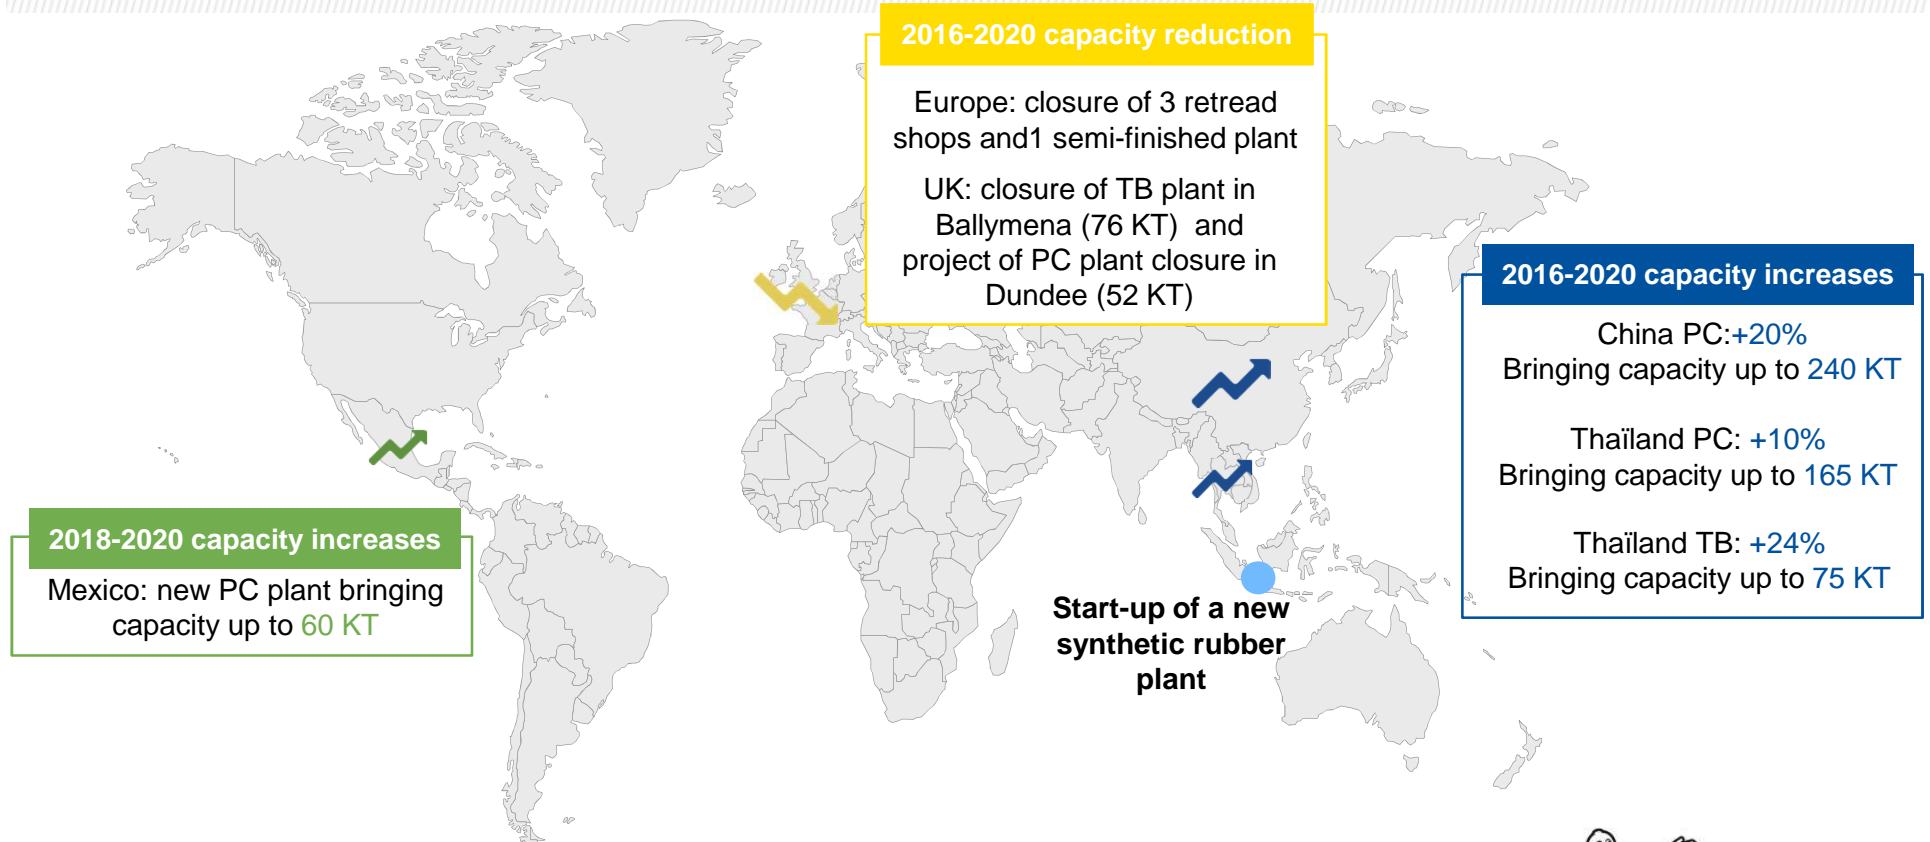 2016-2020 capacity reduction
Europe: closure of 3 retread
shops and1 semi-finished plant
UK: closure of TB plant in
Ballymena (76 KT)  and
project of PC plant closure in
Dundee (52 KT)
2016-2020 capacity increases
China PC:+20%
Bringing capacity up to 240 KT
Thaïland PC: +10%
Bringing capacity up to 165 KT
Thaïland TB: +24%
Bringing capacity up to 75 KT
2018-2020 capacity increases
Mexico: new PC plant bringing
capacity up to 60 KT
Start-up of a new
synthetic rubber
plant